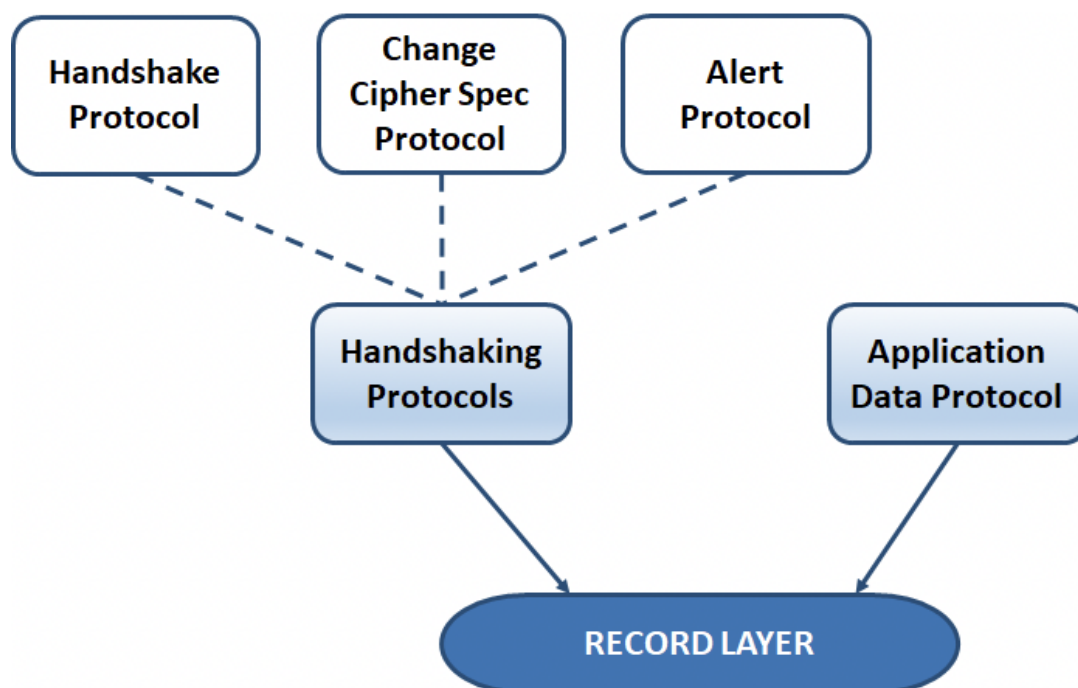 Handshake
Protocol
Change
Cipher Spec
Protocol
Alert
Protocol
Handshaking
Protocols
Application
Data Protocol
RECORD LAYER